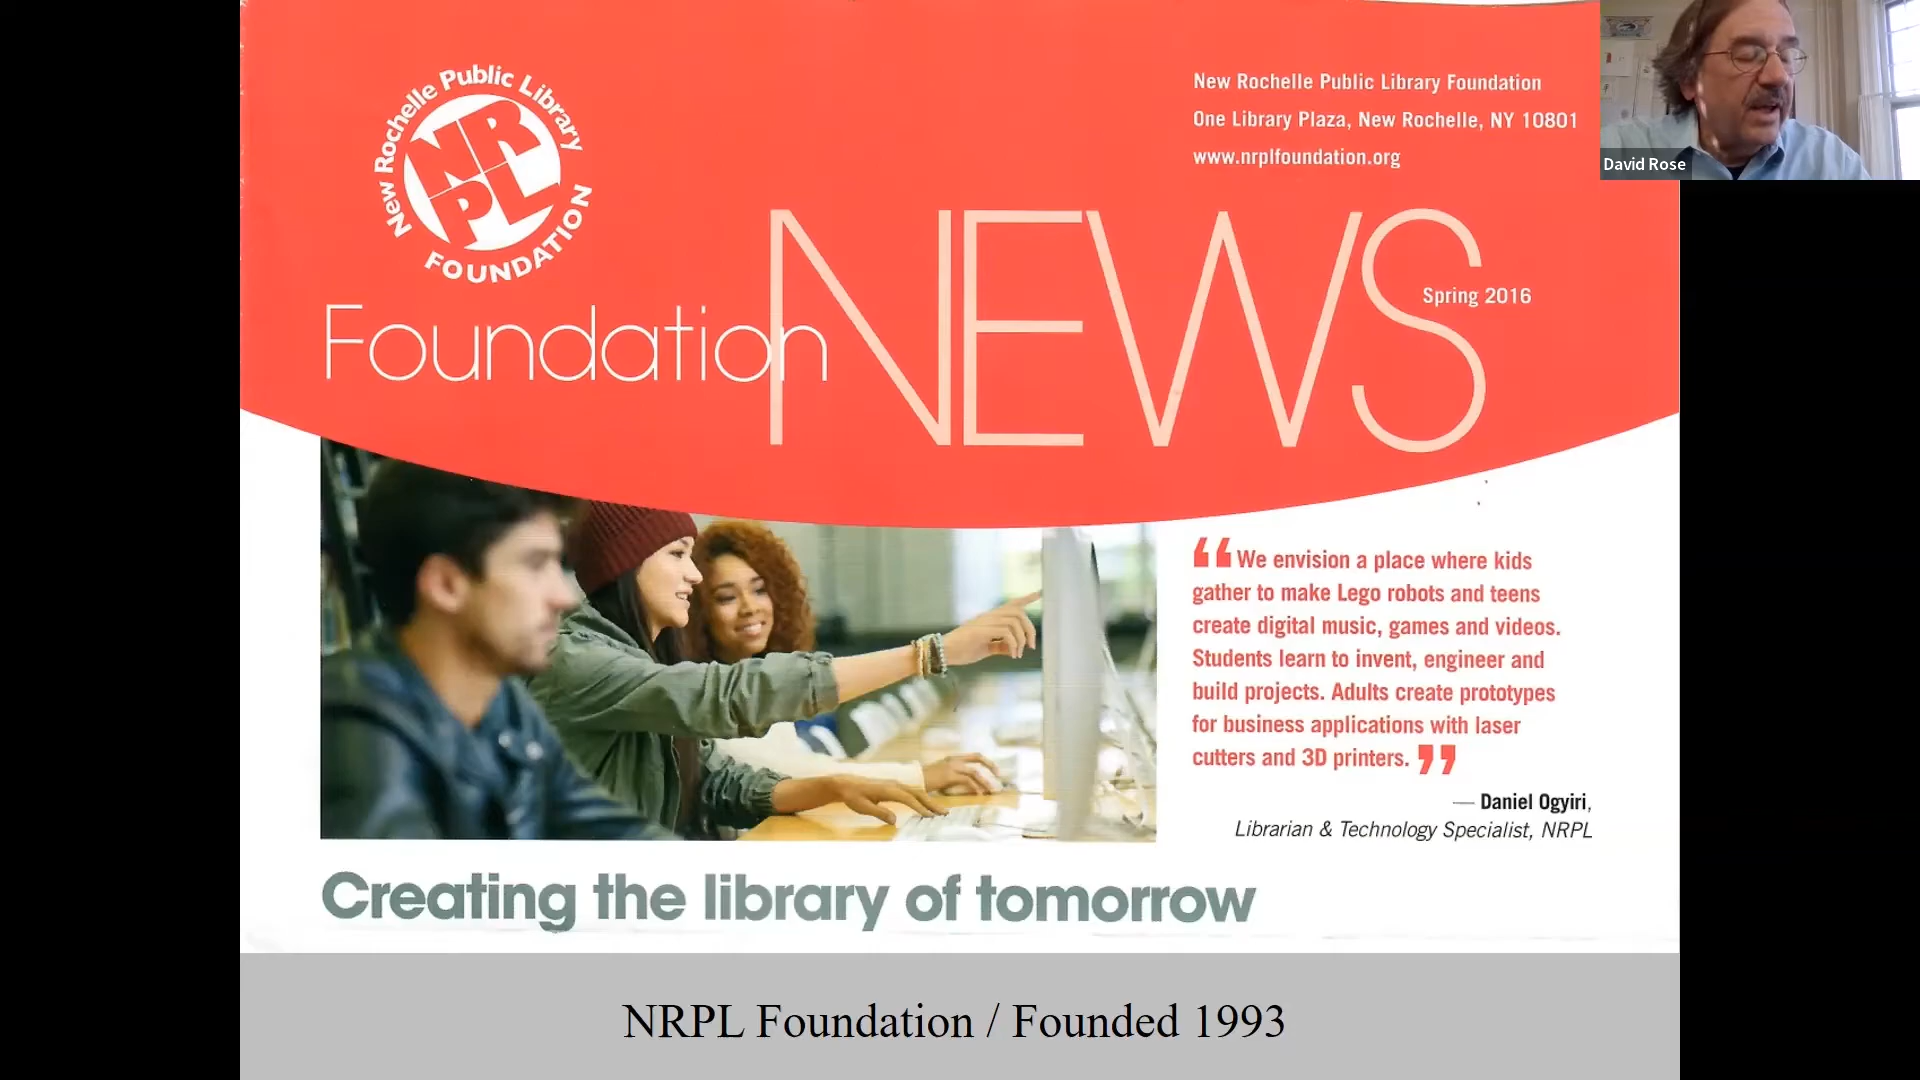 New Rochelle Public Library
NRPL
FOUNDATION
New Rochelle Public Library Foundation
One Library Plaza, New Rochelle, NY 10801
www.nrplfoundation.org
David Rose
Foundation NEWS
Spring 2016
“We envision a place where kids
gather to make Lego robots and teens
create digital music, games and videos.
Students learn to invent, engineer and
build projects. Adults create prototypes
for business applications with laser
cutters and 3D printers.”
— Daniel Ogyiri,
Librarian & Technology Specialist, NRPL
Creating the library of tomorrow
NRPL Foundation / Founded 1993